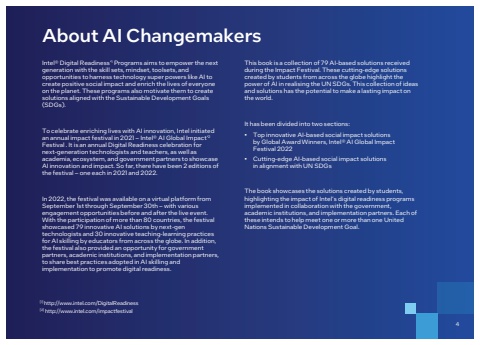 About AI Changemakers
Intel® Digital Readiness¹ Programs aims to empower the next
generation with the skill sets, mindset, toolsets, and
opportunities to harness technology super powers like AI to
create positive social impact and enrich the lives of everyone
on the planet. These programs also motivate them to create
solutions aligned with the Sustainable Development Goals
(SDGs).
To celebrate enriching lives with AI innovation, Intel initiated
an annual impact festival in 2021 – Intel® AI Global Impact²
Festival . It is an annual Digital Readiness celebration for
next-generation technologists and teachers, as well as
academia, ecosystem, and government partners to showcase
AI innovation and impact. So far, there have been 2 editions of
the festival – one each in 2021 and 2022.
In 2022, the festival was available on a virtual platform from
September 1st through September 30th – with various
engagement opportunities before and after the live event.
With the participation of more than 80 countries, the festival
showcased 79 innovative AI solutions by next-gen
technologists and 30 innovative teaching-learning practices
for AI skilling by educators from across the globe. In addition,
the festival also provided an opportunity for government
partners, academic institutions, and implementation partners,
to share best practices adopted in AI skilling and
implementation to promote digital readiness.
[1] http://www.intel.com/DigitalReadiness
[2] http://www.intel.com/impactfestival
This book is a collection of 79 AI-based solutions received
during the Impact Festival. These cutting-edge solutions
created by students from across the globe highlight the
power of AI in realising the UN SDGs. This collection of ideas
and solutions has the potential to make a lasting impact on
the world.
It has been divided into two sections:
• Top innovative AI-based social impact solutions
by Global Award Winners, Intel® AI Global Impact
Festival 2022
• Cutting-edge AI-based social impact solutions
in alignment with UN SDGs
The book showcases the solutions created by students,
highlighting the impact of Intel's digital readiness programs
implemented in collaboration with the government,
academic institutions, and implementation partners. Each of
these intends to help meet one or more than one United
Nations Sustainable Development Goal.